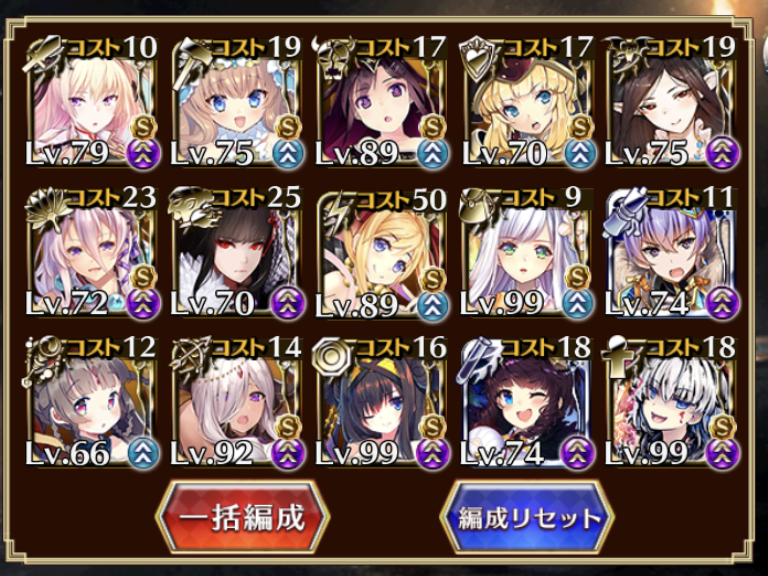 コスト10 コスト19 コスト17 コスト17 コスト19
S S S
Lv.79 Lv.75 Lv.89 Lv.70 Lv.75
コスト23 コスト25 コスト50 コスト9 コスト11
S S S
Lv.72 Lv.70 Lv.89 Lv.99 Lv.74
コスト12 コスト14 コスト16 コスト18 コスト18
S S S
Lv.66 Lv.92 Lv.99 Lv.74 Lv.99
一括編成 編成リセット